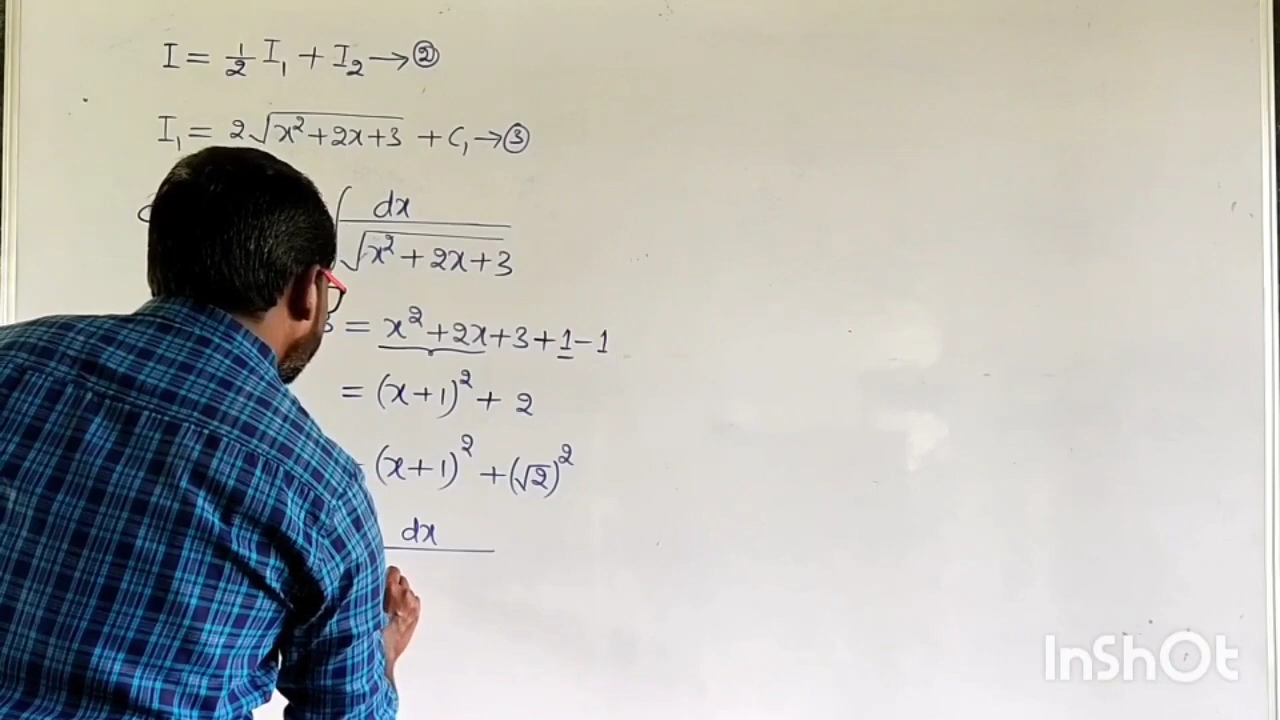 I = 1/2 I₁ + I₂ → ②
I₁ = 2√(x²+2x+3) + C₁ → ③
∫ dx / √(x²+2x+3)
3 = x²+2x+3+1-1
= (x+1)² + 2
= (x+1)² + (√2)²
dx
InShOt